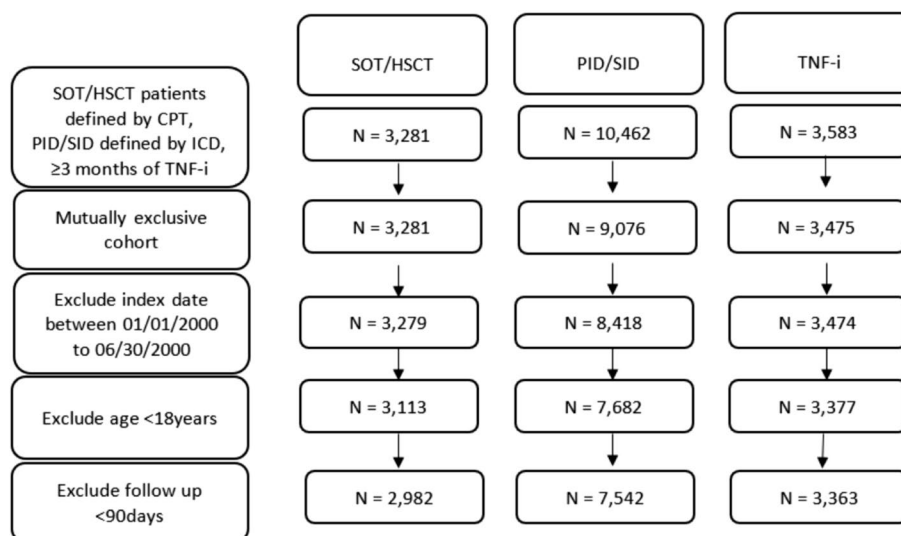 SOT/HSCT
PID/SID
TNF-i
SOT/HSCT patients
defined by CPT,
PID/SID defined by ICD,
≥3 months of TNF-i
N = 3,281
N = 10,462
N = 3,583
Mutually exclusive
cohort
N = 3,281
N = 9,076
N = 3,475
Exclude index date
between 01/01/2000
to 06/30/2000
N = 3,279
N = 8,418
N = 3,474
Exclude age <18years
N = 3,113
N = 7,682
N = 3,377
Exclude follow up
<90days
N = 2,982
N = 7,542
N = 3,363